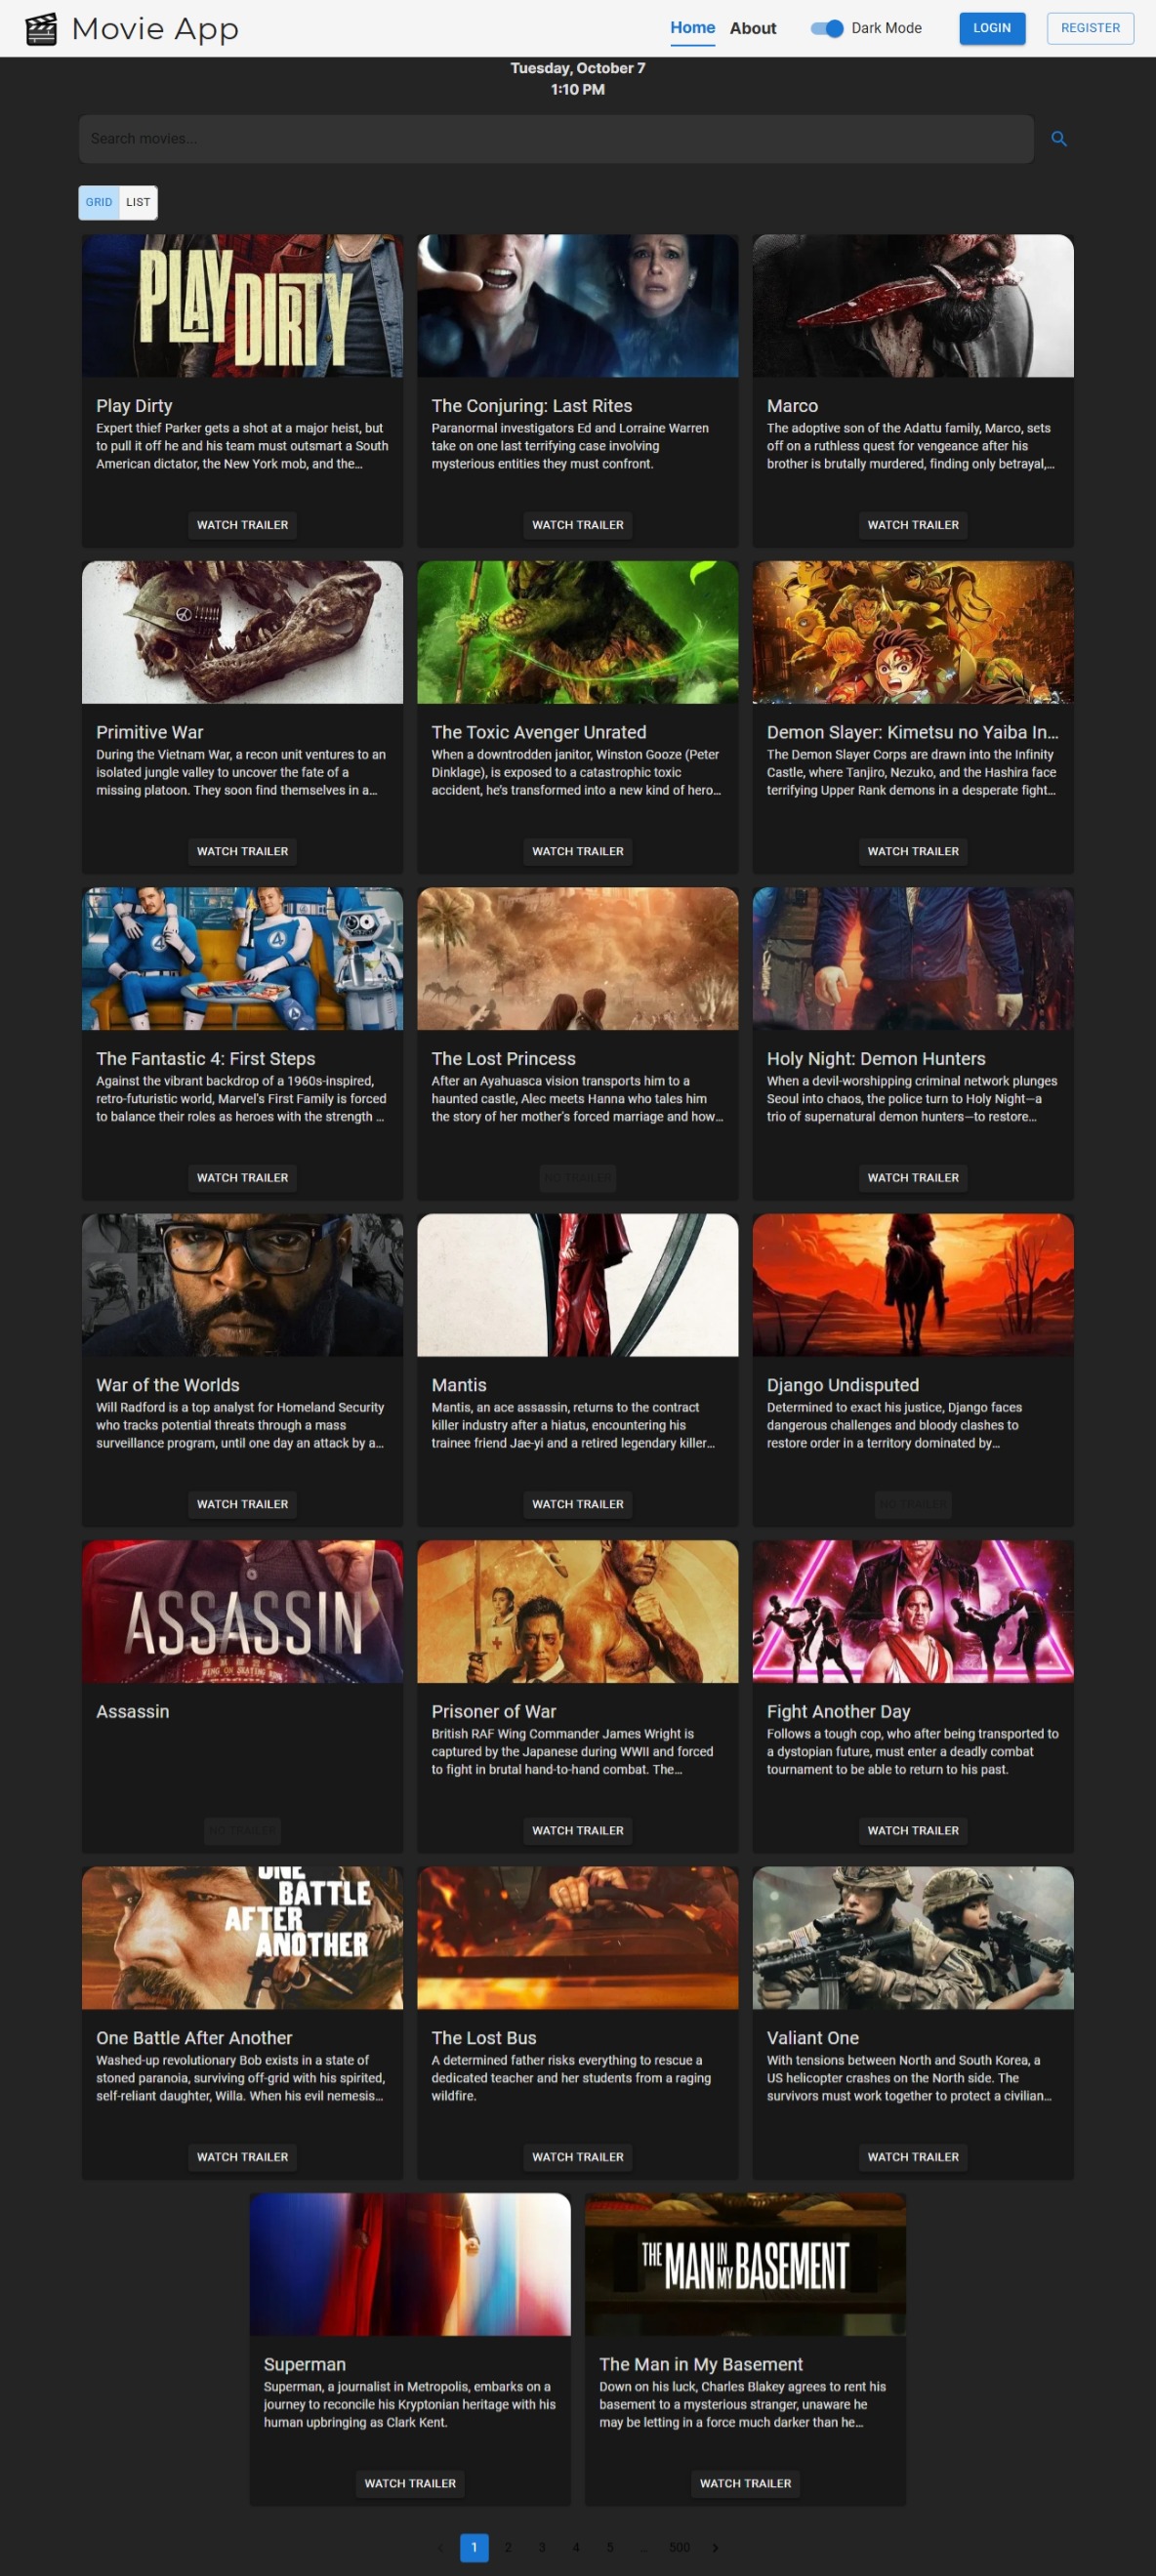 Movie App
Home About Dark Mode LOGIN REGISTER
Tuesday, October 7
1:10 PM
Search movies...
GRID LIST
PLAY DIRTY
Play Dirty
Expert thief Parker gets a shot at a major heist, but
to pull it off he and his team must outsmart a South
American dictator, the New York mob, and the...
WATCH TRAILER
The Conjuring: Last Rites
Paranormal investigators Ed and Lorraine Warren
take on one last terrifying case involving
mysterious entities they must confront.
WATCH TRAILER
Marco
The adoptive son of the Adattu family, Marco, sets
off on a ruthless quest for vengeance after his
brother is brutally murdered, finding only betrayal,...
WATCH TRAILER
Primitive War
During the Vietnam War, a recon unit ventures to an
isolated jungle valley to uncover the fate of a
missing platoon. They soon find themselves in a...
WATCH TRAILER
The Toxic Avenger Unrated
When a downtrodden janitor, Winston Gooze (Peter
Dinklage), is exposed to a catastrophic toxic
accident, he's transformed into a new kind of hero...
WATCH TRAILER
Demon Slayer: Kimetsu no Yaiba In...
The Demon Slayer Corps are drawn into the Infinity
Castle, where Tanjiro, Nezuko, and the Hashira face
terrifying Upper Rank demons in a desperate fight...
WATCH TRAILER
4
4
The Fantastic 4: First Steps
Against the vibrant backdrop of a 1960s-inspired,
retro-futuristic world, Marvel's First Family is forced
to balance their roles as heroes with the strength ...
WATCH TRAILER
The Lost Princess
After an Ayahuasca vision transports him to a
haunted castle, Alec meets Hanna who tales him
the story of her mother's forced marriage and how...
NO TRAILER
Holy Night: Demon Hunters
When a devil-worshipping criminal network plunges
Seoul into chaos, the police turn to Holy Night—a
trio of supernatural demon hunters—to restore...
WATCH TRAILER
War of the Worlds
Will Radford is a top analyst for Homeland Security
who tracks potential threats through a mass
surveillance program, until one day an attack by a...
WATCH TRAILER
Mantis
Mantis, an ace assassin, returns to the contract
killer industry after a hiatus, encountering his
trainee friend Jae-yi and a retired legendary killer...
WATCH TRAILER
Django Undisputed
Determined to exact his justice, Django faces
dangerous challenges and bloody clashes to
restore order in a territory dominated by...
NO TRAILER
ASSASSIN
WING ON SKATING RINK
Assassin
NO TRAILER
Prisoner of War
British RAF Wing Commander James Wright is
captured by the Japanese during WWII and forced
to fight in brutal hand-to-hand combat. The...
WATCH TRAILER
Fight Another Day
Follows a tough cop, who after being transported to
a dystopian future, must enter a deadly combat
tournament to be able to return to his past.
WATCH TRAILER
ONE
BATTLE
AFTER
ANOTHER
One Battle After Another
Washed-up revolutionary Bob exists in a state of
stoned paranoia, surviving off-grid with his spirited,
self-reliant daughter, Willa. When his evil nemesis...
WATCH TRAILER
The Lost Bus
A determined father risks everything to rescue a
dedicated teacher and her students from a raging
wildfire.
WATCH TRAILER
Valiant One
With tensions between North and South Korea, a
US helicopter crashes on the North side. The
survivors must work together to protect a civilian...
WATCH TRAILER
Superman
Superman, a journalist in Metropolis, embarks on a
journey to reconcile his Kryptonian heritage with his
human upbringing as Clark Kent.
WATCH TRAILER
THE MAN IN MY BASEMENT
The Man in My Basement
Down on his luck, Charles Blakey agrees to rent his
basement to a mysterious stranger, unaware he
may be letting in a force much darker than he...
WATCH TRAILER
1 2 3 4 5 ... 500